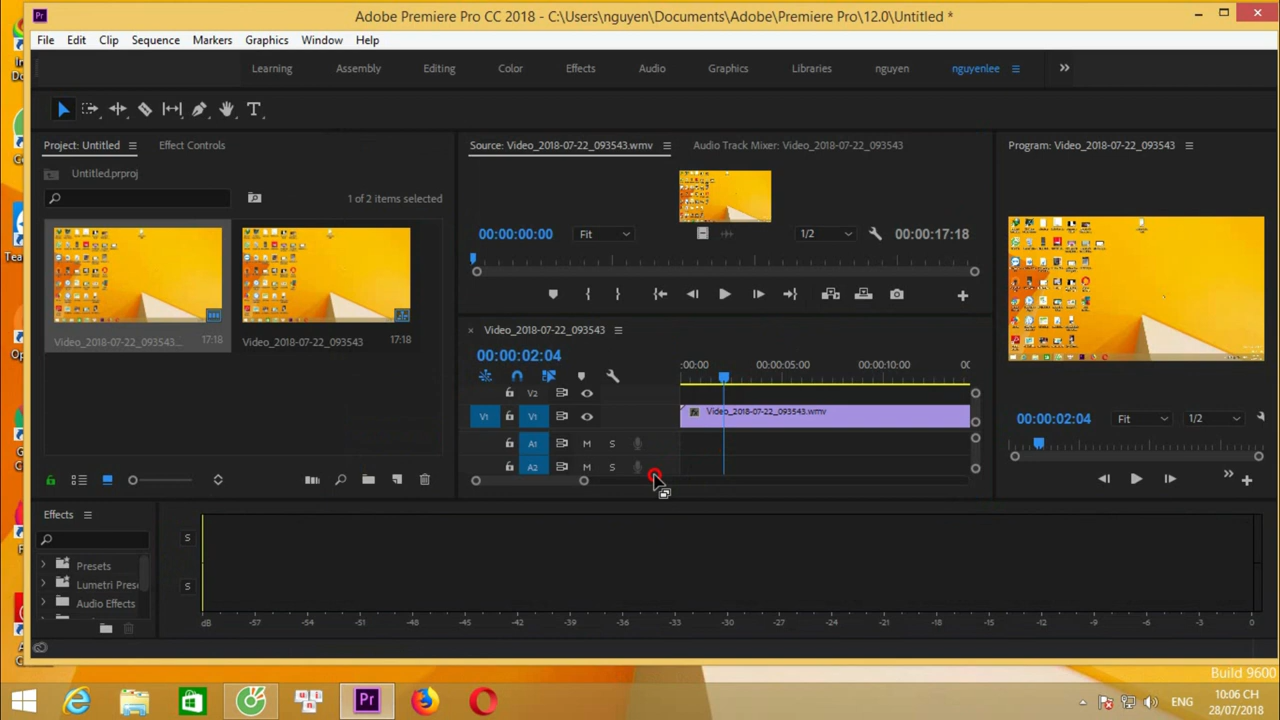 Adobe Premiere Pro CC 2018 - C:\Users\nguyen\Documents\Adobe\Premiere Pro\12.0\Untitled *
File Edit Clip Sequence Markers Graphics Window Help
Learning Assembly Editing Color Effects Audio Graphics Libraries nguyen nguyenlee
Project: Untitled Effect Controls
Source: Video_2018-07-22_093543.wmv Audio Track Mixer: Video_2018-07-22_093543
Program: Video_2018-07-22_093543
Untitled.prproj
1 of 2 items selected
00:00:00:00 Fit 1/2 00:00:17:18
Video_2018-07-22_093543... 17:18
Video_2018-07-22_093543 17:18
Video_2018-07-22_093543
00:00:02:04
:00:00 00:00:05:00 00:00:10:00 00
V2
V1 V1 Video_2018-07-22_093543.wmv
A1 M S
A2 M S
00:00:02:04 Fit 1/2
Effects
S
Presets
Lumetri Prese
S
Audio Effects
dB -57 -54 -51 -48 -45 -42 -39 -36 -33 -30 -27 -24 -21 -18 -15 -12 -9 -6 -3 0
Build 9600
ENG
10:06 CH
28/07/2018